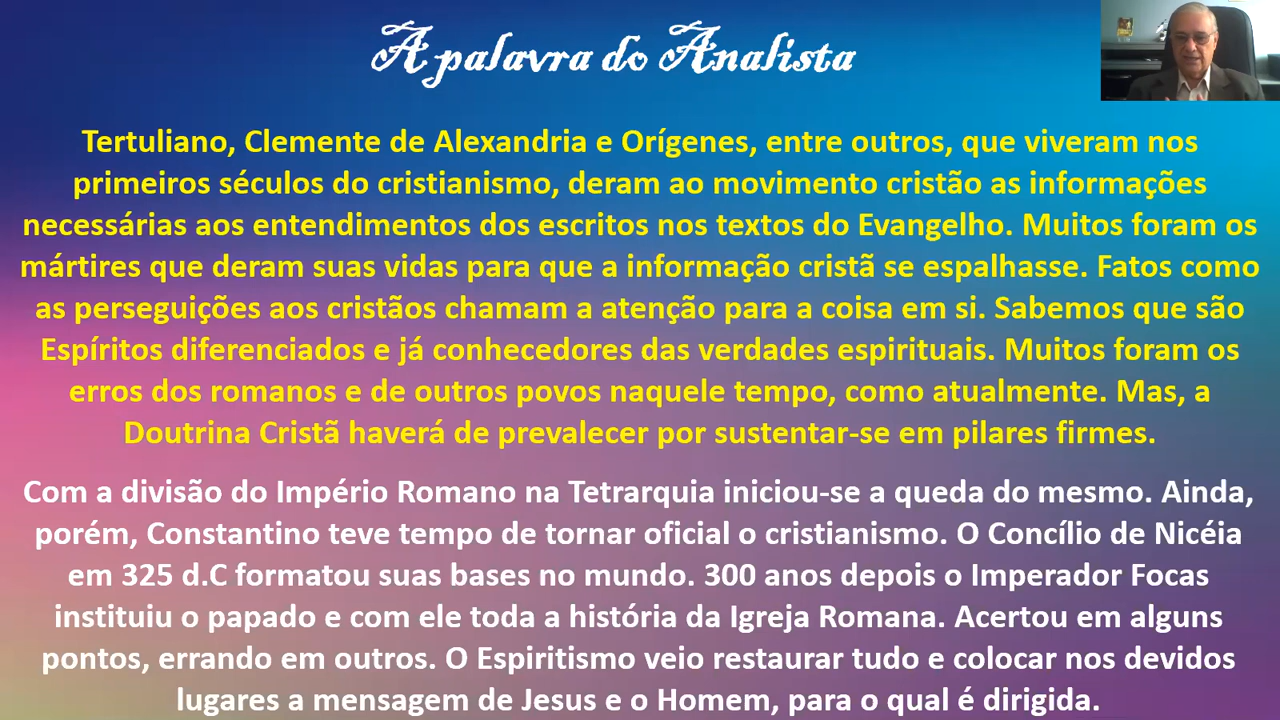 A palavra do Analista
Tertuliano, Clemente de Alexandria e Orígenes, entre outros, que viveram nos
primeiros séculos do cristianismo, deram ao movimento cristão as informações
necessárias aos entendimentos dos escritos nos textos do Evangelho. Muitos foram os
mártires que deram suas vidas para que a informação cristã se espalhasse. Fatos como
as perseguições aos cristãos chamam a atenção para a coisa em si. Sabemos que são
Espíritos diferenciados e já conhecedores das verdades espirituais. Muitos foram os
erros dos romanos e de outros povos naquele tempo, como atualmente. Mas, a
Doutrina Cristã haverá de prevalecer por sustentar-se em pilares firmes.
Com a divisão do Império Romano na Tetrarquia iniciou-se a queda do mesmo. Ainda,
porém, Constantino teve tempo de tornar oficial o cristianismo. O Concílio de Nicéia
em 325 d.C formatou suas bases no mundo. 300 anos depois o Imperador Focas
instituiu o papado e com ele toda a história da Igreja Romana. Acertou em alguns
pontos, errando em outros. O Espiritismo veio restaurar tudo e colocar nos devidos
lugares a mensagem de Jesus e o Homem, para o qual é dirigida.